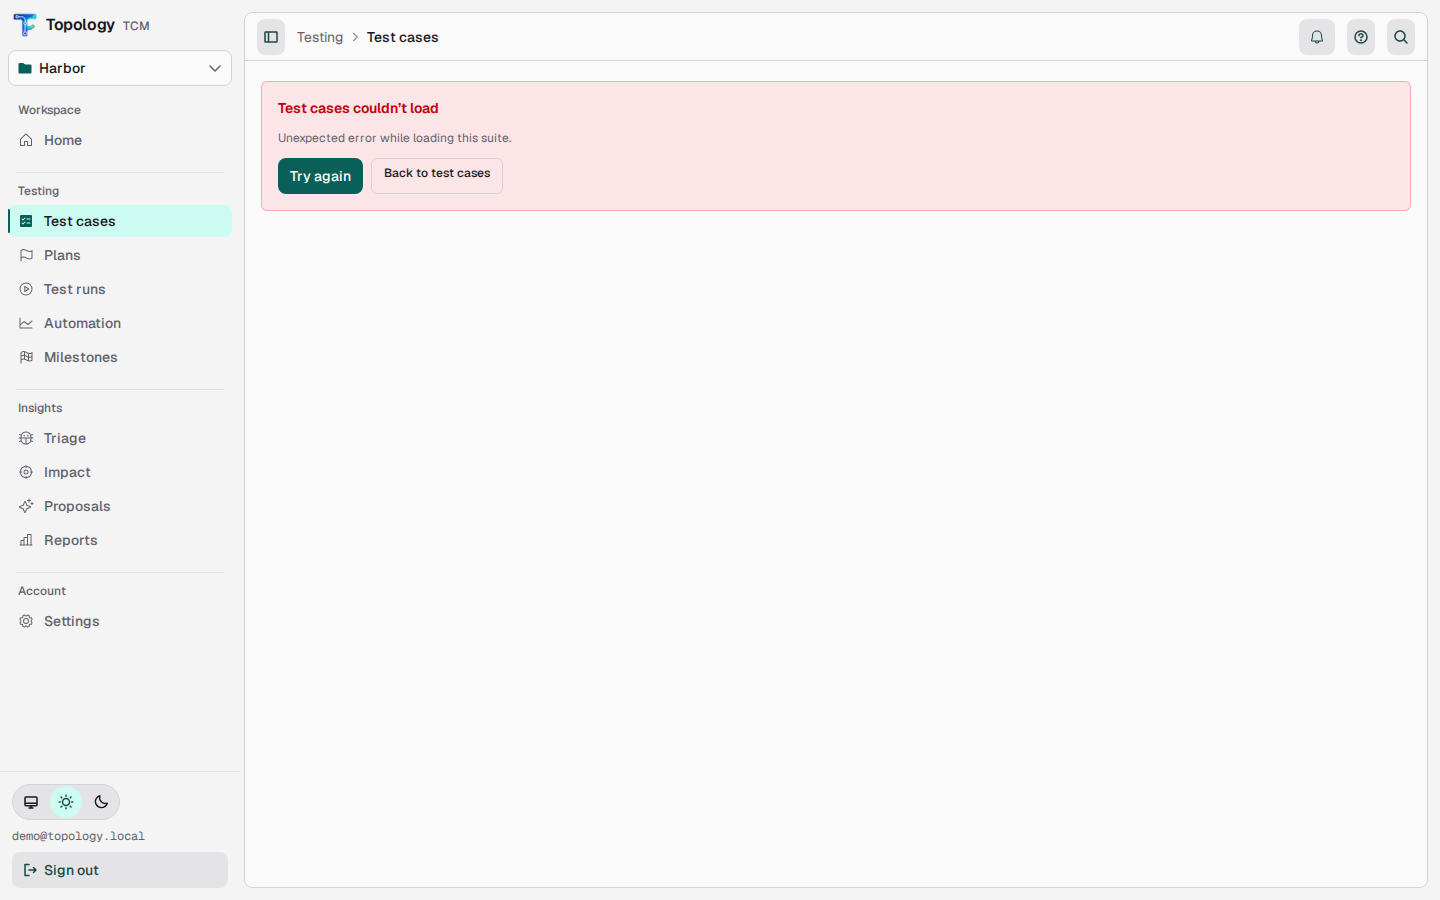 Topology TCM
Harbor
Workspace
Home
Testing
Test cases
Plans
Test runs
Automation
Milestones
Insights
Triage
Impact
Proposals
Reports
Account
Settings
demo@topology.local
Sign out
Testing > Test cases
Test cases couldn’t load
Unexpected error while loading this suite.
Try again
Back to test cases